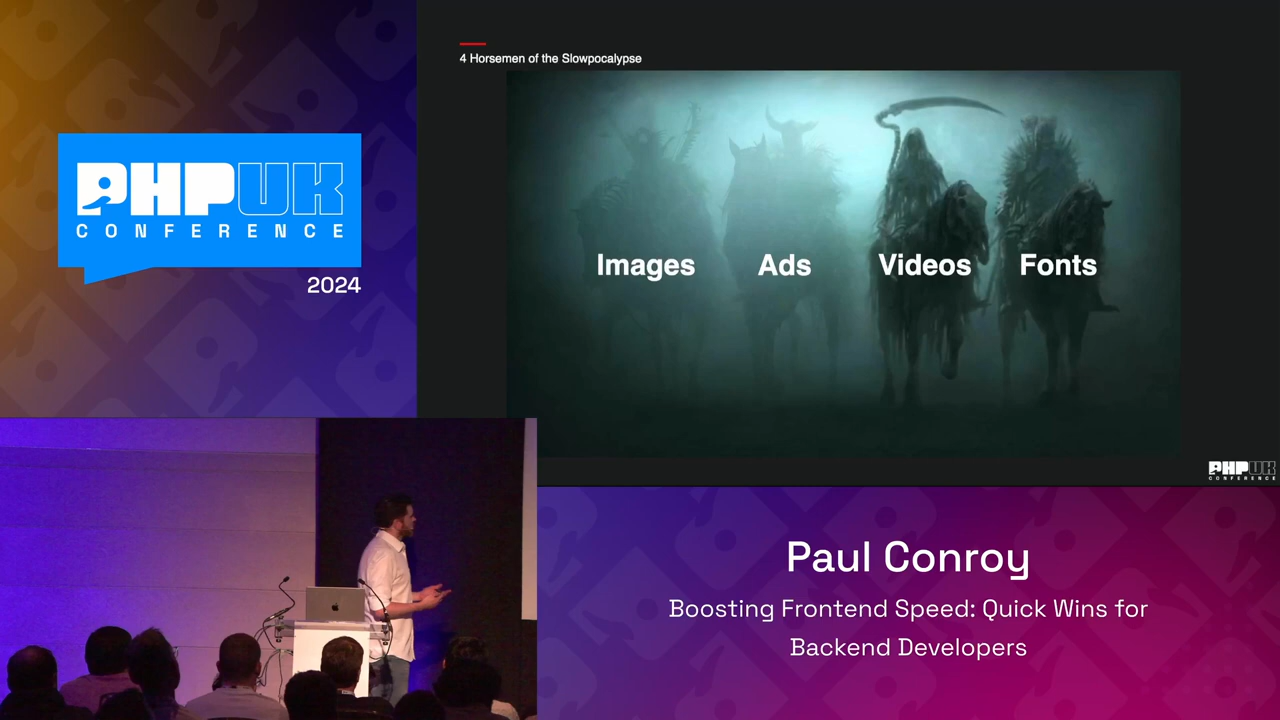 PHPUK
CONFERENCE
2024
4 Horsemen of the Slowpocalypse
Images Ads Videos Fonts
PHPUK
CONFERENCE
Paul Conroy
Boosting Frontend Speed: Quick Wins for
Backend Developers